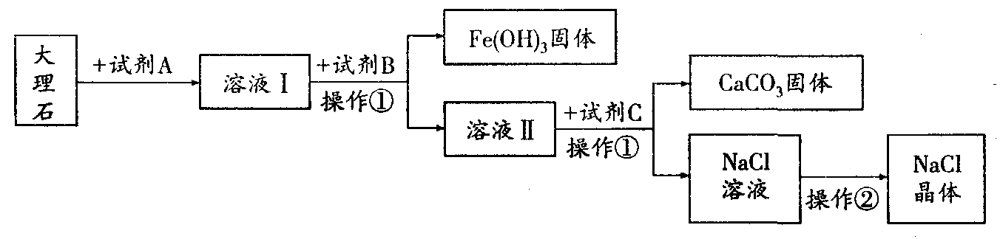 大
理
石
+试剂A
溶液Ⅰ
+试剂B
操作①
Fe(OH)₃固体
溶液Ⅱ
+试剂C
操作①
CaCO₃固体
NaCl
溶液
操作②
NaCl
晶体